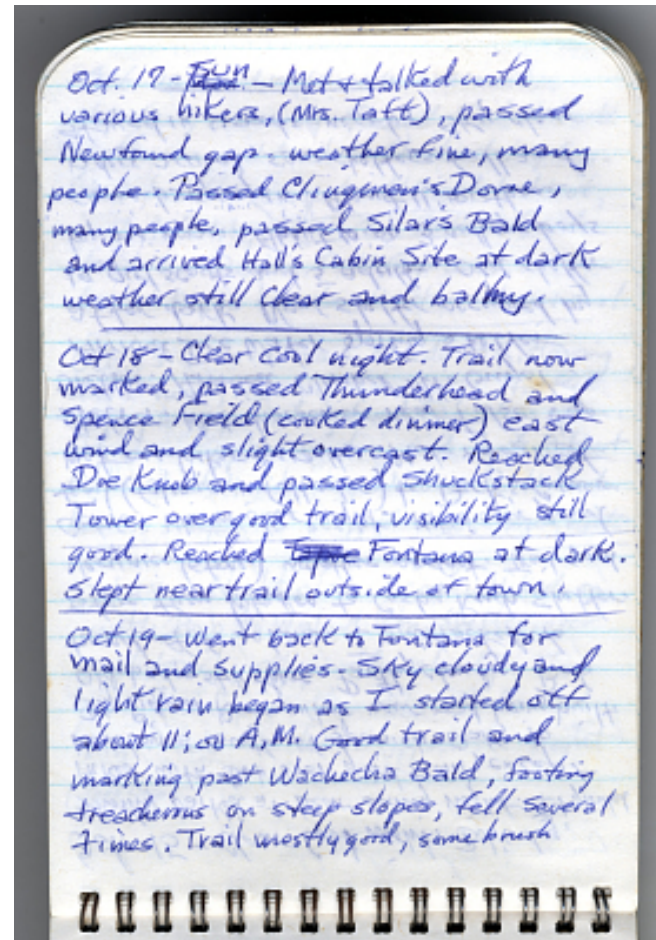 Oct. 17 - Sun. - Met & talked with
various hikers, (Mrs. Taft), passed
Newfound gap. weather fine, many
people. Passed Clingmen's Dome,
many people, passed Silar's Bald
and arrived Hall's Cabin Site at dark
weather still clear and balmy.
Oct 18 - Clear cool night. Trail now
marked, passed Thunderhead and
Spence Field (cooked dinner) east
wind and slight overcast. Reached
Doe Knob and passed Shuckstack
Tower over good trail, visibility still
good. Reached Fontana at dark.
Slept near trail outside of town.
Oct 19 - Went back to Fontana for
mail and supplies - Sky cloudy and
light rain began as I started off
about 11:00 A.M. Good trail and
marking past Wachecha Bald, footing
treacherous on steep slopes, fell several
times. Trail mostly good, some brush